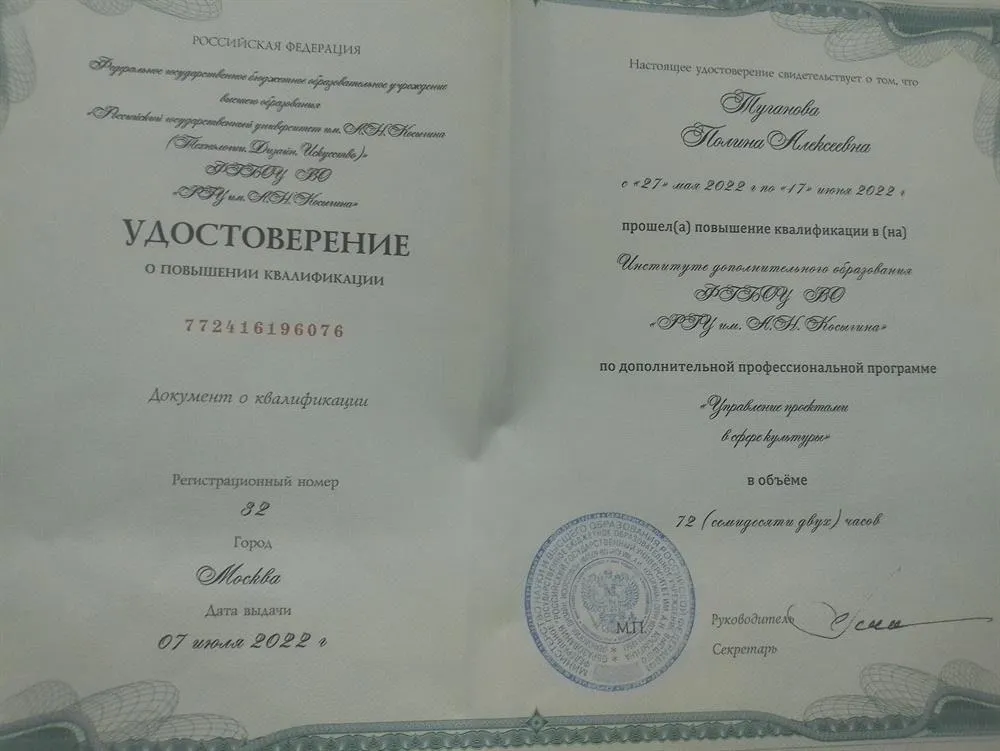 РОССИЙСКАЯ ФЕДЕРАЦИЯ
Федеральное государственное бюджетное образовательное учреждение
высшего образования
«Российский государственный университет им. А.Н. Косыгина
(Технологии. Дизайн. Искусство)»
ФГБОУ ВО
«РГУ им. А.Н. Косыгина»
УДОСТОВЕРЕНИЕ
О ПОВЫШЕНИИ КВАЛИФИКАЦИИ
772416196076
Документ о квалификации
Регистрационный номер
32
Город
Москва
Дата выдачи
07 июля 2022 г
Настоящее удостоверение свидетельствует о том, что
Туганова
Полина Алексеевна
с «27» мая 2022 г по «17» июня 2022 г
прошел(а) повышение квалификации в (на)
Институте дополнительного образования
ФГБОУ ВО
«РГУ им. А.Н. Косыгина»
по дополнительной профессиональной программе
«Управление проектами
в сфере культуры»
в объёме
72 (семидесяти двух) часов
М.П.
Руководитель
Секретарь